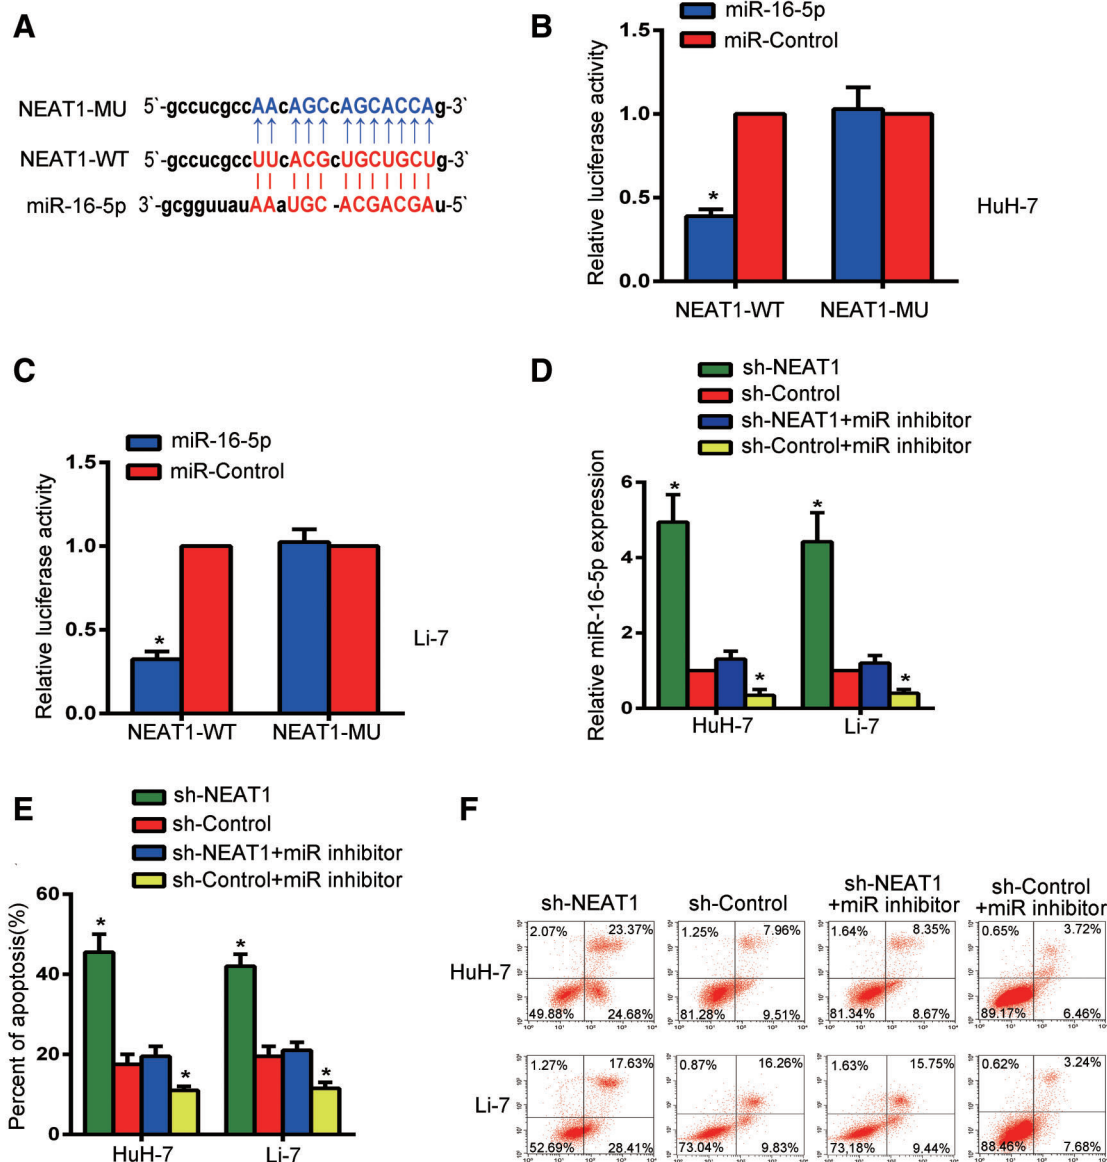 A
NEAT1-MU 5`-gccucgccAAcAGCcAGCACCAg-3`
NEAT1-WT 5`-gccucgccUUcACGcUGCUGCUg-3`
miR-16-5p 3`-gcgguuauAAaUGC -ACGACGAu-5`
B
miR-16-5p
miR-Control
Relative luciferase activity
1.5
1.0
0.5
0.0
*
NEAT1-WT NEAT1-MU
HuH-7
C
miR-16-5p
miR-Control
Relative luciferase activity
1.5
1.0
0.5
0.0
*
NEAT1-WT NEAT1-MU
Li-7
D
sh-NEAT1
sh-Control
sh-NEAT1+miR inhibitor
sh-Control+miR inhibitor
Relative miR-16-5p expression
6
4
2
0
* * * *
HuH-7 Li-7
E
sh-NEAT1
sh-Control
sh-NEAT1+miR inhibitor
sh-Control+miR inhibitor
Percent of apoptosis(%)
60
40
20
0
* * * *
HuH-7 Li-7
F
sh-NEAT1 sh-Control sh-NEAT1 +miR inhibitor sh-Control +miR inhibitor
HuH-7
2.07% 23.37% 1.25% 7.96% 1.64% 8.35% 0.65% 3.72%
49.88% 24.68% 81.28% 9.51% 81.34% 8.67% 89.17% 6.46%
Li-7
1.27% 17.63% 0.87% 16.26% 1.63% 15.75% 0.62% 3.24%
52.69% 28.41% 73.04% 9.83% 73.18% 9.44% 88.46% 7.68%